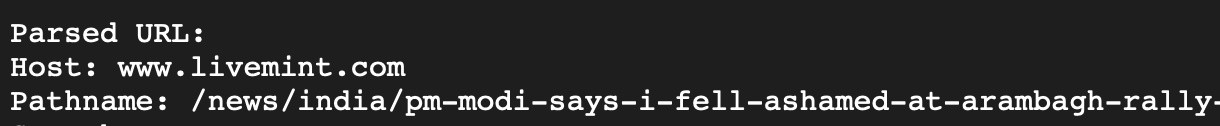 Parsed URL:
Host: www.livemint.com
Pathname: /news/india/pm-modi-says-i-fell-ashamed-at-arambagh-rally-